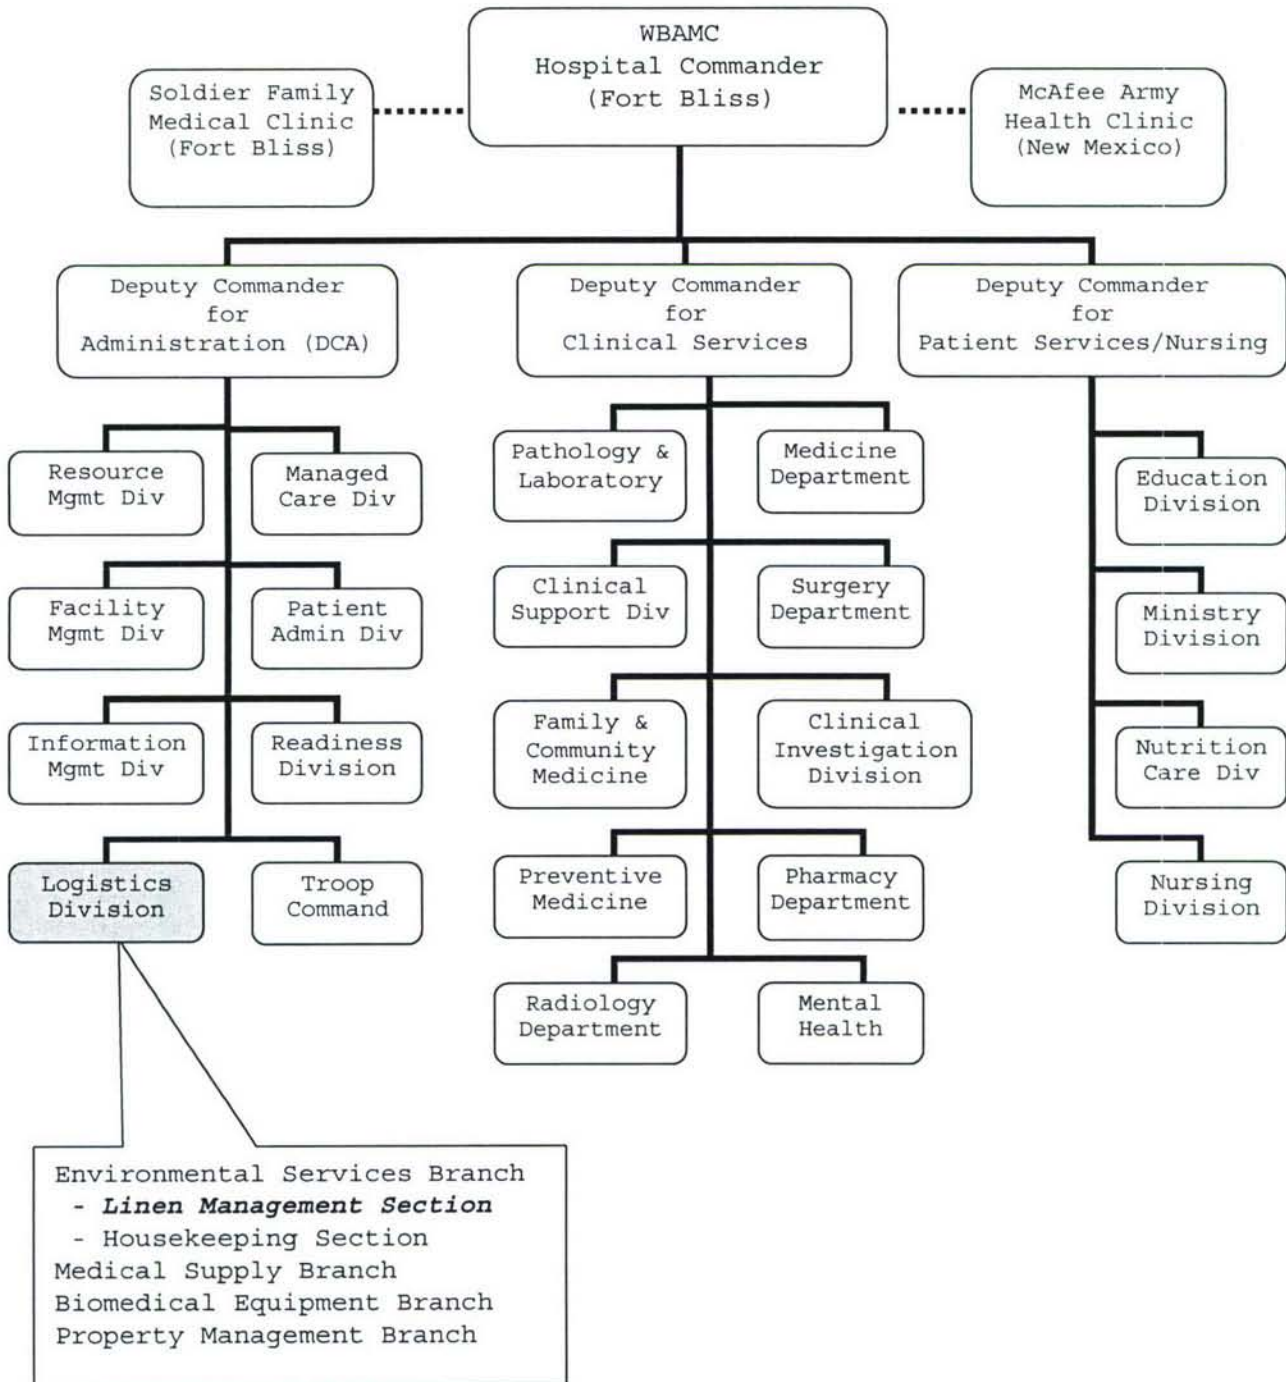 WBAMC
Hospital Commander
(Fort Bliss)
Soldier Family
Medical Clinic
(Fort Bliss)
McAfee Army
Health Clinic
(New Mexico)
Deputy Commander
for
Administration (DCA)
Deputy Commander
for
Clinical Services
Deputy Commander
for
Patient Services/Nursing
Resource
Mgmt Div
Managed
Care Div
Facility
Mgmt Div
Patient
Admin Div
Information
Mgmt Div
Readiness
Division
Logistics
Division
Troop
Command
Pathology &
Laboratory
Medicine
Department
Clinical
Support Div
Surgery
Department
Family &
Community
Medicine
Clinical
Investigation
Division
Preventive
Medicine
Pharmacy
Department
Radiology
Department
Mental
Health
Education
Division
Ministry
Division
Nutrition
Care Div
Nursing
Division
Environmental Services Branch
- Linen Management Section
- Housekeeping Section
Medical Supply Branch
Biomedical Equipment Branch
Property Management Branch